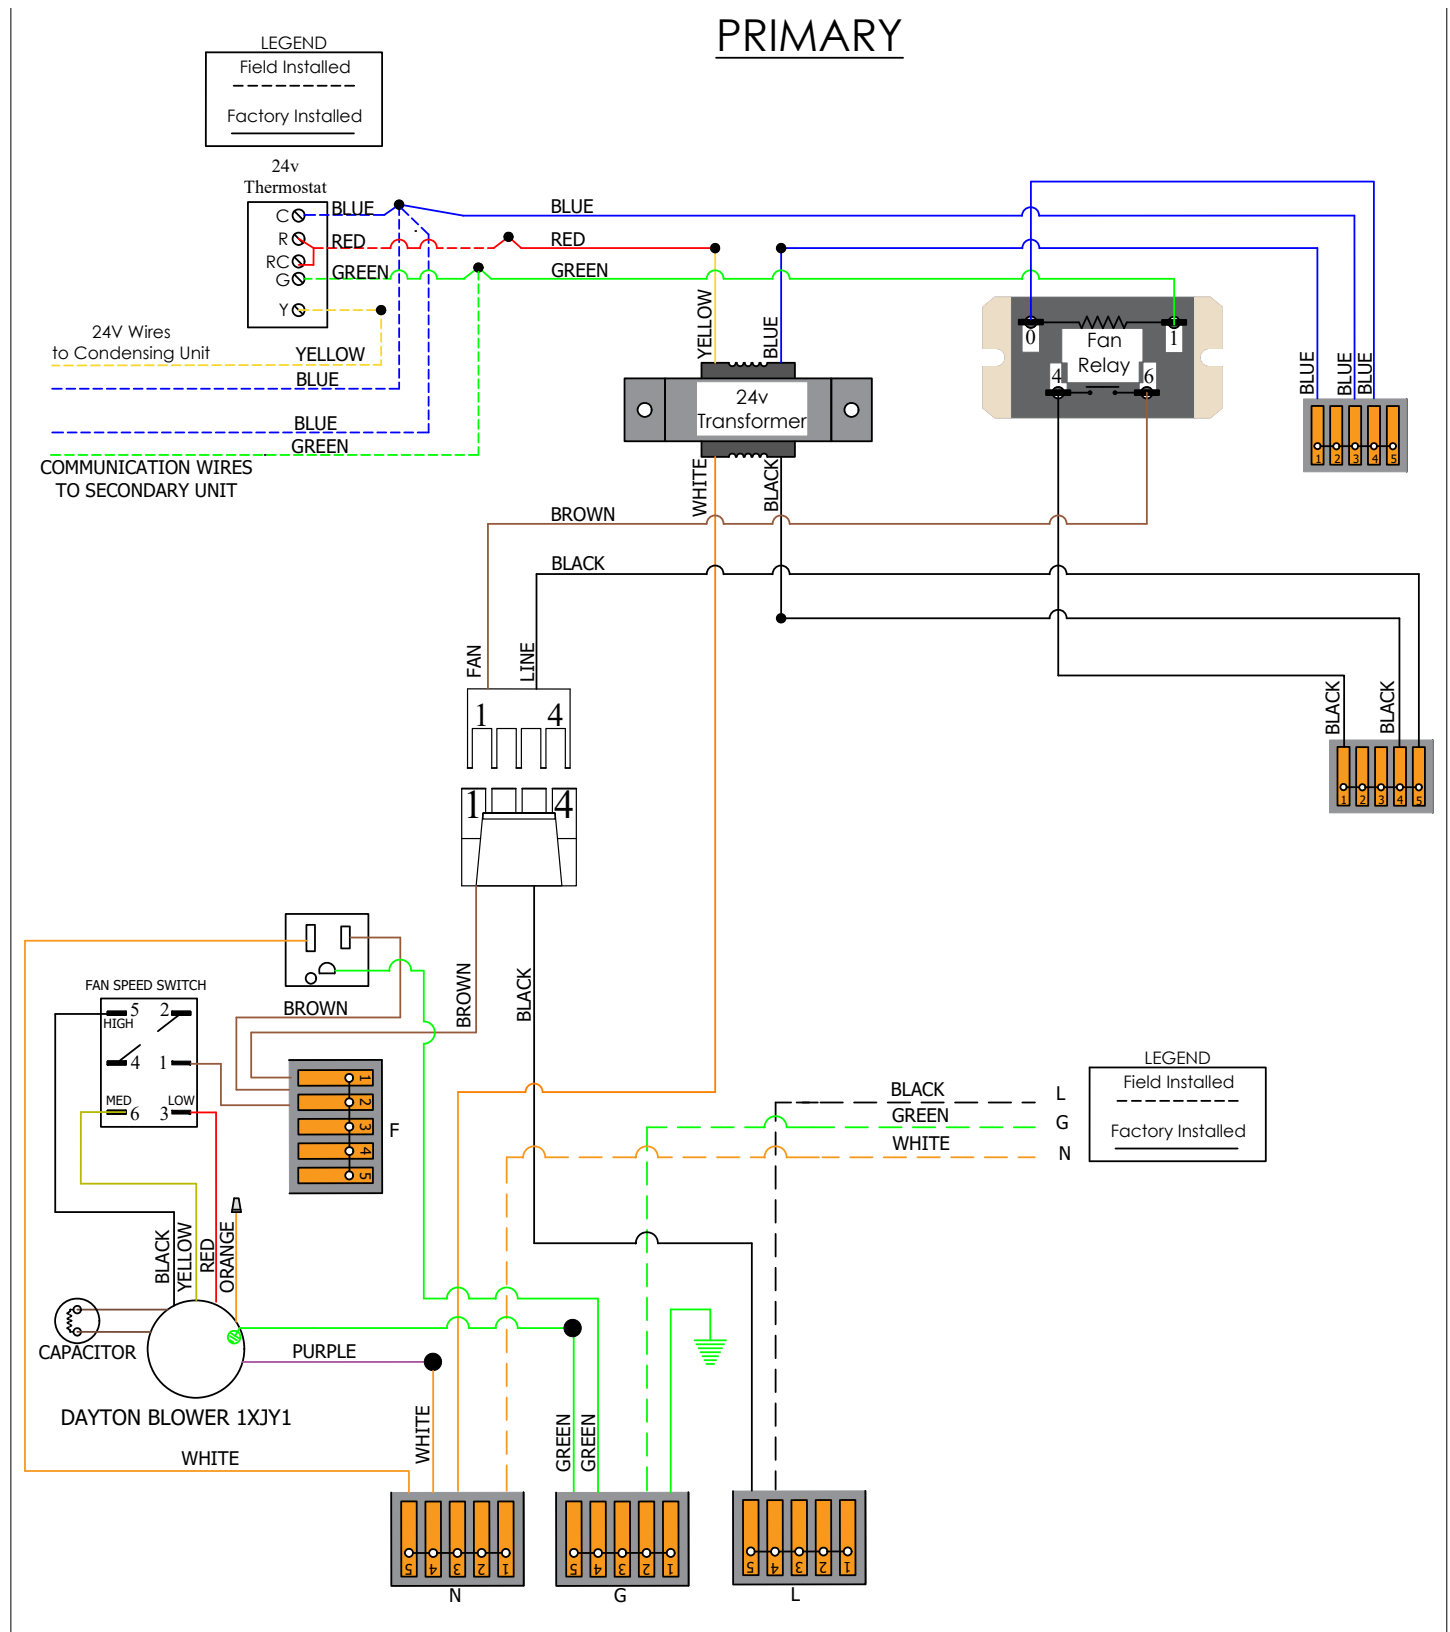 PRIMARY
LEGEND
Field Installed
Factory Installed
24v
Thermostat
C
R
RC
G
Y
BLUE
RED
GREEN
BLUE
RED
GREEN
24V Wires
to Condensing Unit
YELLOW
BLUE
BLUE
GREEN
COMMUNICATION WIRES
TO SECONDARY UNIT
YELLOW
BLUE
24v
Transformer
WHITE
BLACK
0
1
Fan
Relay
4
6
BLUE
BLUE
BLUE
1 2 3 4 5
BROWN
BLACK
FAN
LINE
1 4
1 4
BLACK
BLACK
1 2 3 4 5
BROWN
BLACK
FAN SPEED SWITCH
5 2
HIGH
4 1
MED LOW
6 3
BROWN
1
2
3
4
5
F
BLACK
GREEN
WHITE
L
G
N
LEGEND
Field Installed
Factory Installed
BLACK
YELLOW
RED
ORANGE
CAPACITOR
PURPLE
DAYTON BLOWER 1XJY1
WHITE
WHITE
GREEN
GREEN
5 4 3 2 1
N
5 4 3 2 1
G
5 4 3 2 1
L